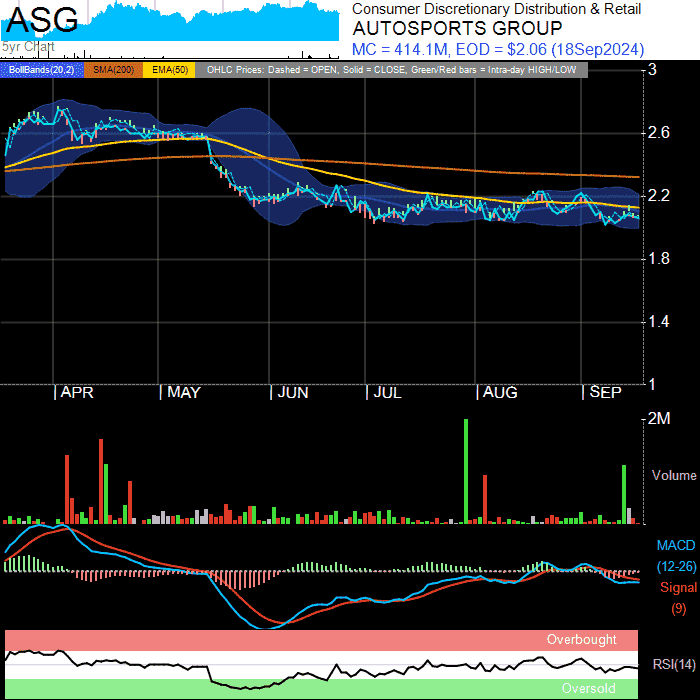 ASG
5yr Chart
Consumer Discretionary Distribution & Retail
AUTOSPORTS GROUP
MC = 414.1M, EOD = $2.06 (18Sep2024)
BollBands(20,2) SMA(200) EMA(50) OHLC Prices: Dashed = OPEN, Solid = CLOSE, Green/Red bars = Intra-day HIGH/LOW
3
2.6
2.2
1.8
1.4
1
APR MAY JUN JUL AUG SEP
2M
Volume
MACD
(12-26)
Signal
(9)
Overbought
RSI(14)
Oversold